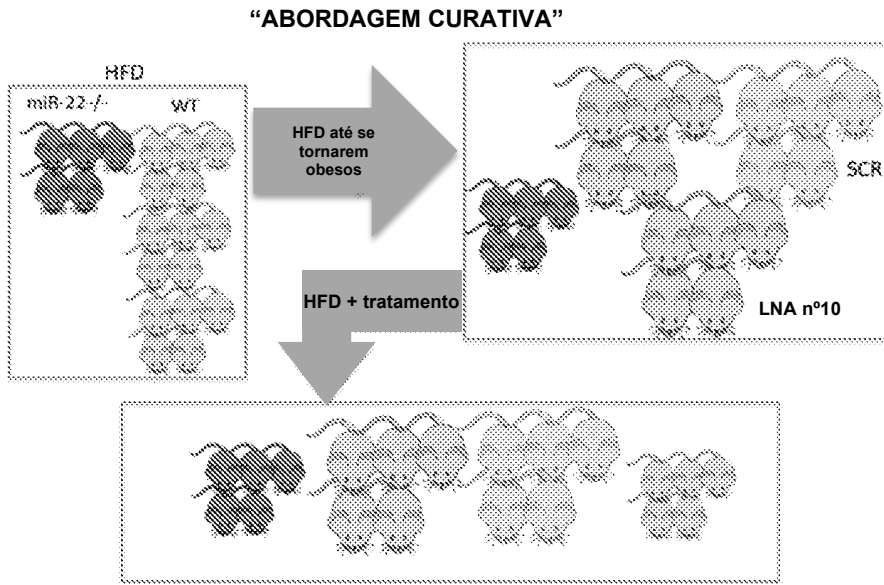 “ABORDAGEM CURATIVA”
HFD
miR-22-/-
WT
HFD até se
tornarem
obesos
SCR
LNA nº10
HFD + tratamento